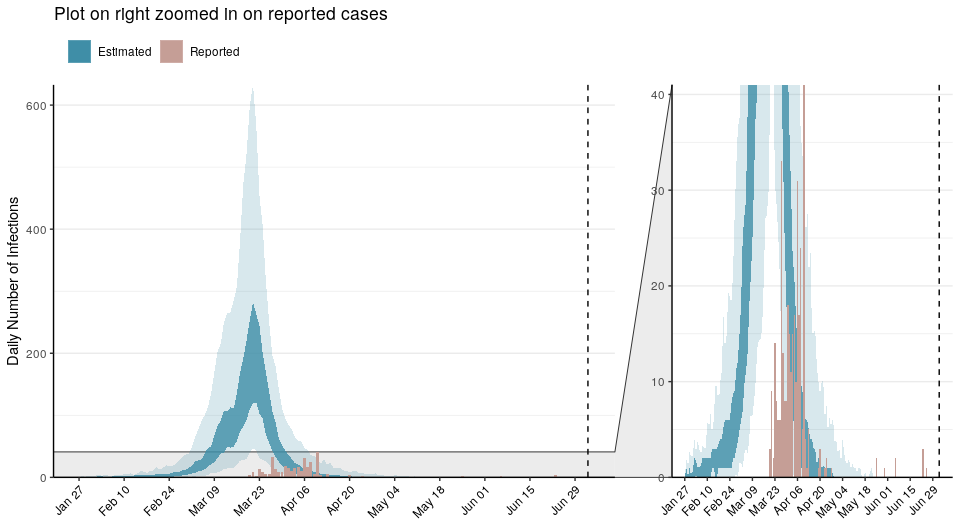 Plot on right zoomed in on reported cases
Estimated Reported
Daily Number of Infections
600
400
200
0
Jan 27 Feb 10 Feb 24 Mar 09 Mar 23 Apr 06 Apr 20 May 04 May 18 Jun 01 Jun 15 Jun 29
40
30
20
10
0
Jan 27 Feb 10 Feb 24 Mar 09 Mar 23 Apr 06 Apr 20 May 04 May 18 Jun 01 Jun 15 Jun 29